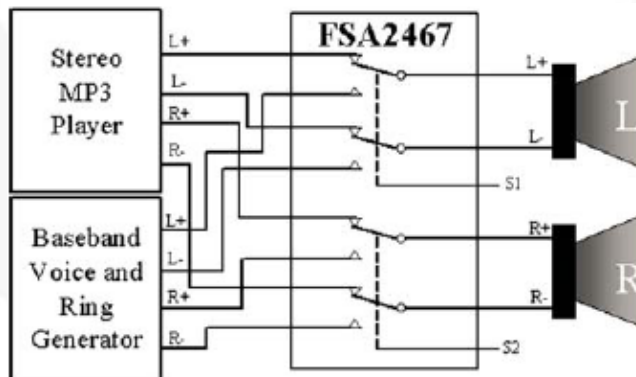 Stereo
MP3
Player
L+
L-
R+
R-
Baseband
Voice and
Ring
Generator
L+
L-
R+
R-
FSA2467
S1
S2
L+
L-
R+
R-
L
R